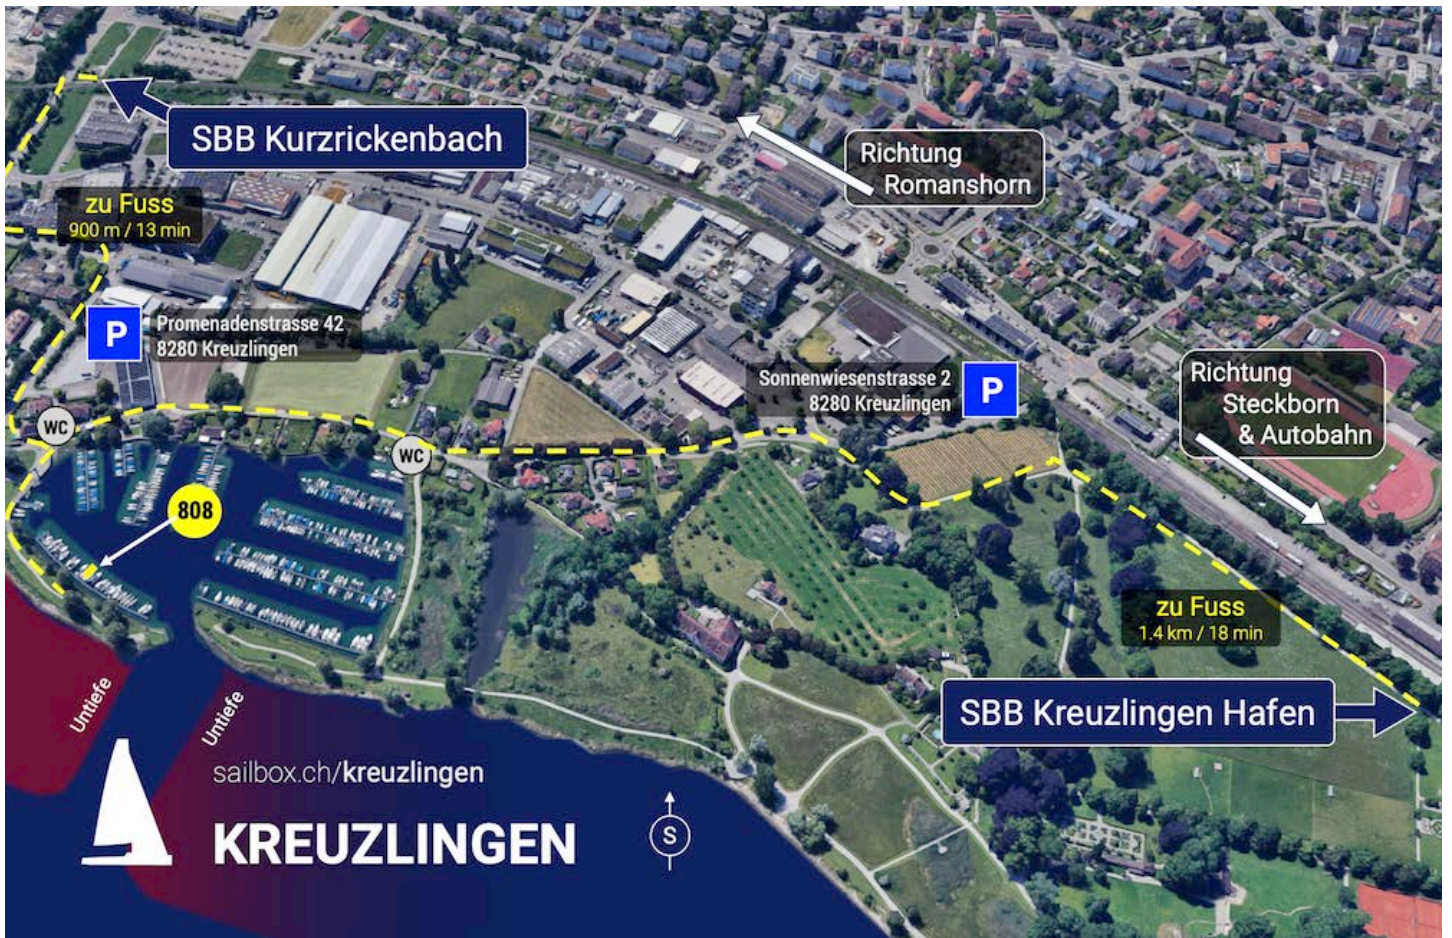 SBB Kurzrickenbach
Richtung
Romanshorn
zu Fuss
900 m / 13 min
P
Promenadenstrasse 42
8280 Kreuzlingen
Sonnenwiesenstrasse 2
8280 Kreuzlingen
P
Richtung
Steckborn
& Autobahn
WC
WC
808
zu Fuss
1.4 km / 18 min
SBB Kreuzlingen Hafen
Untiefe
Untiefe
sailbox.ch/kreuzlingen
KREUZLINGEN
S